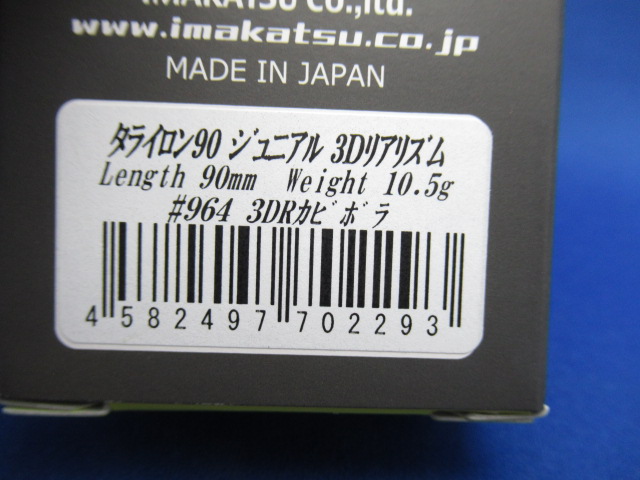 IMAKATSU CO.,ltd.
www.imakatsu.co.jp
MADE IN JAPAN
タライロン90 ジュニアル 3Dリアリズム
Length 90mm Weight 10.5g
#964 3DRカビボラ
4 582497 702293